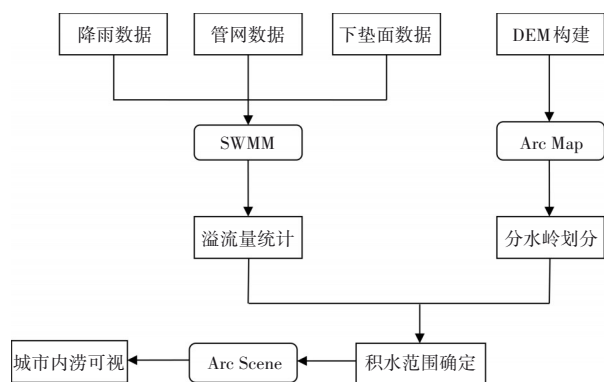 降雨数据
管网数据
下垫面数据
DEM构建
SWMM
Arc Map
溢流量统计
分水岭划分
城市内涝可视
Arc Scene
积水范围确定